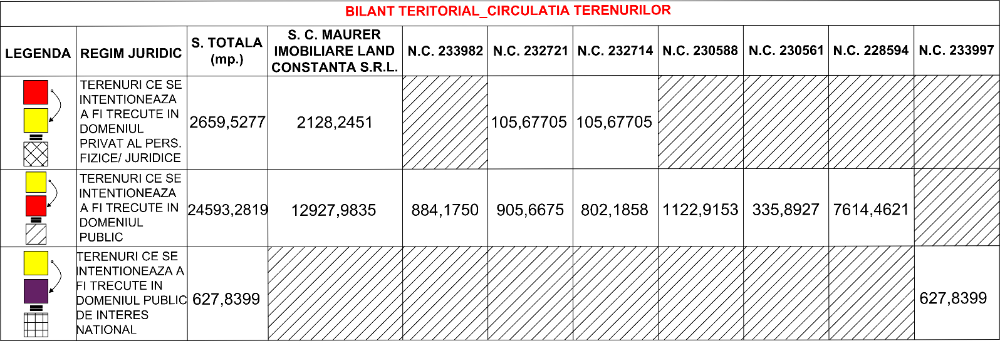 BILANT TERITORIAL_CIRCULATIA TERENURILOR
LEGENDA
REGIM JURIDIC
S. TOTALA
(mp.)
S. C. MAURER
IMOBILIARE LAND
CONSTANTA S.R.L.
N.C. 233982
N.C. 232721
N.C. 232714
N.C. 230588
N.C. 230561
N.C. 228594
N.C. 233997
TERENURI CE SE
INTENTIONEAZA
A FI TRECUTE IN
DOMENIUL
PRIVAT AL PERS.
FIZICE/ JURIDICE
2659,5277
2128,2451
105,67705
105,67705
TERENURI CE SE
INTENTIONEAZA
A FI TRECUTE IN
DOMENIUL
PUBLIC
24593,2819
12927,9835
884,1750
905,6675
802,1858
1122,9153
335,8927
7614,4621
TERENURI CE SE
INTENTIONEAZA A
FI TRECUTE IN
DOMENIUL PUBLIC
DE INTERES
NATIONAL
627,8399
627,8399